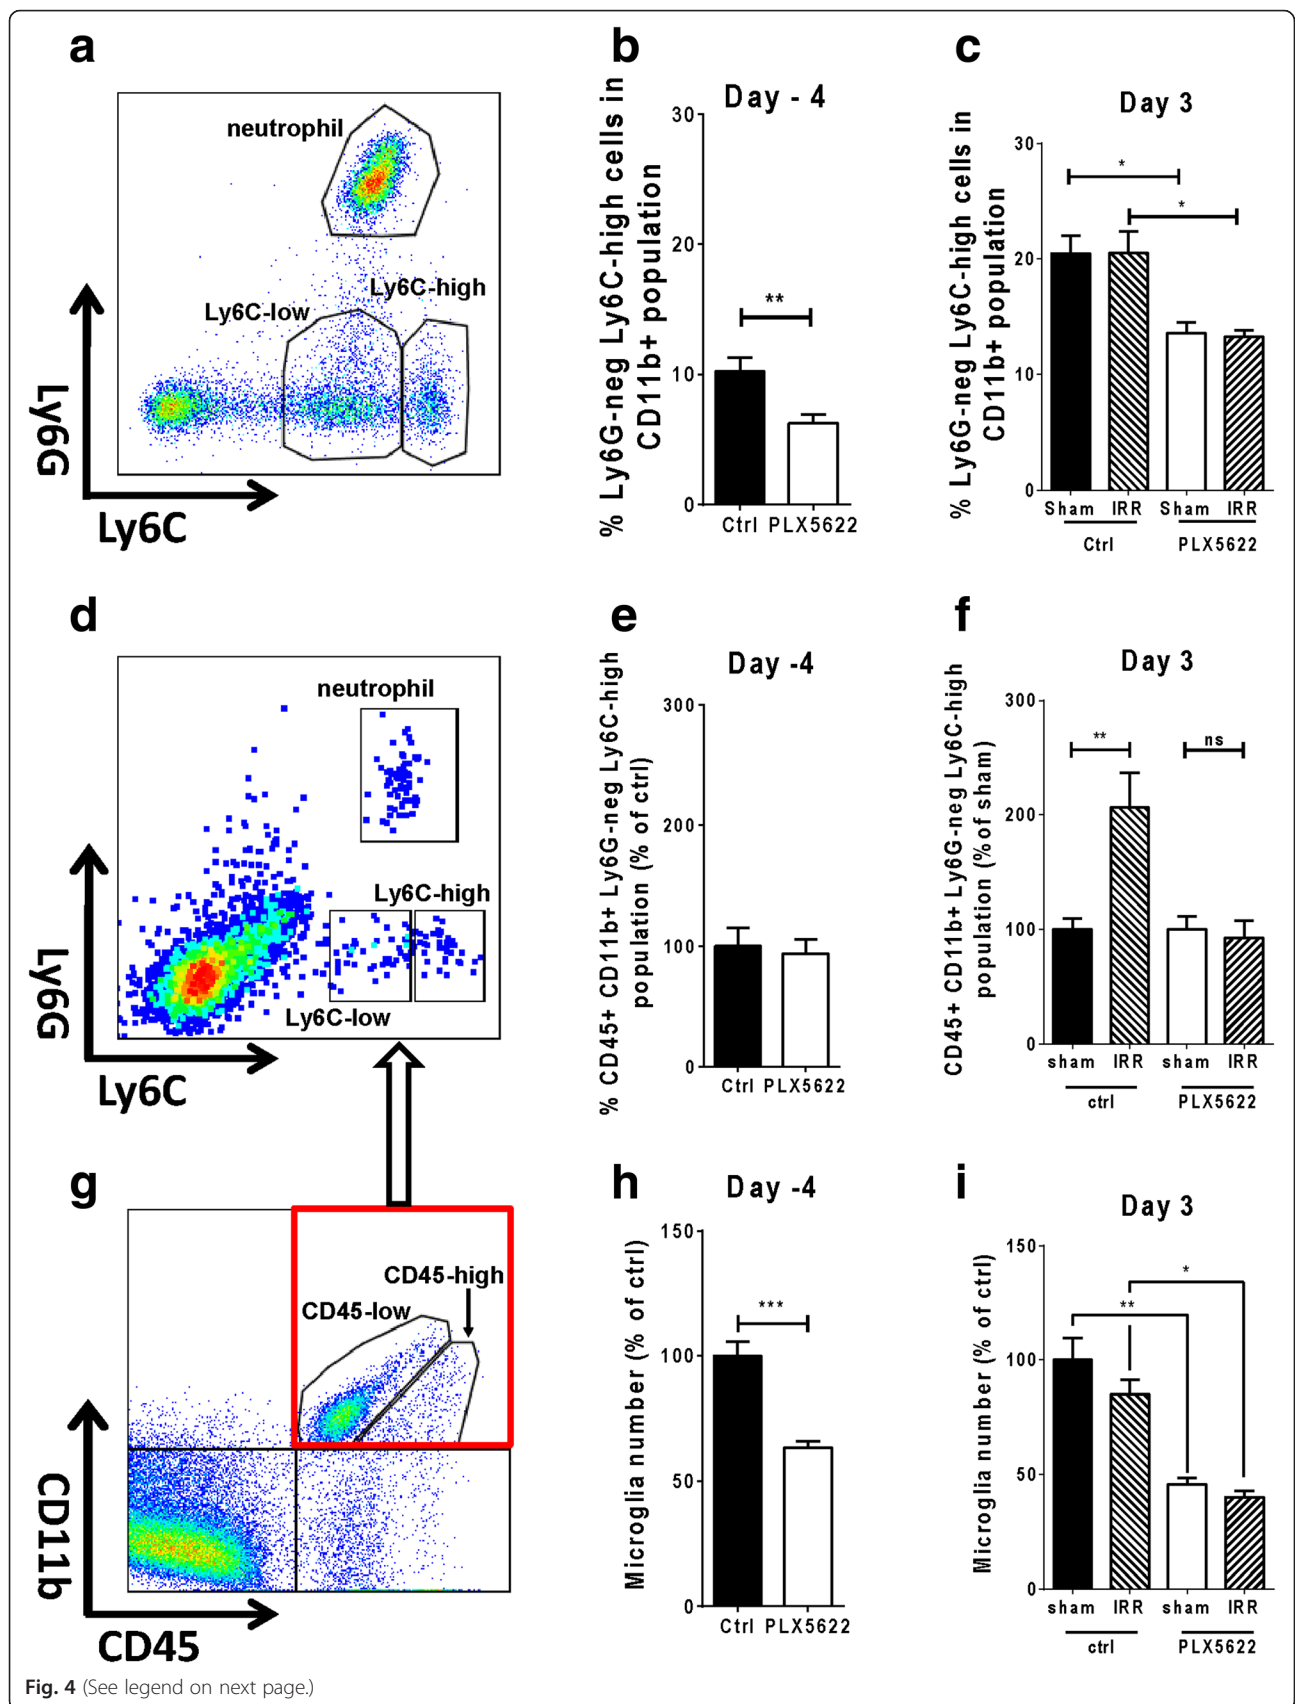 a
neutrophil
Ly6C-high
Ly6C-low
Ly6G
Ly6C
b
Day - 4
% Ly6G-neg Ly6C-high cells in
CD11b+ population
30
20
10
0
**
Ctrl PLX5622
c
Day 3
% Ly6G-neg Ly6C-high cells in
CD11b+ population
30
20
10
0
*
*
Sham IRR Sham IRR
Ctrl PLX5622
d
neutrophil
Ly6C-high
Ly6C-low
Ly6G
Ly6C
e
Day -4
% CD45+ CD11b+ Ly6G-neg Ly6C-high
population (% of ctrl)
300
200
100
0
Ctrl PLX5622
f
Day 3
CD45+ CD11b+ Ly6G-neg Ly6C-high
population (% of sham)
300
200
100
0
**
ns
sham IRR sham IRR
ctrl PLX5622
g
CD45-high
CD45-low
CD11b
CD45
h
Day -4
Microglia number (% of ctrl)
150
100
50
0
***
Ctrl PLX5622
i
Day 3
Microglia number (% of ctrl)
150
100
50
0
*
**
sham IRR sham IRR
ctrl PLX5622
Fig. 4 (See legend on next page.)